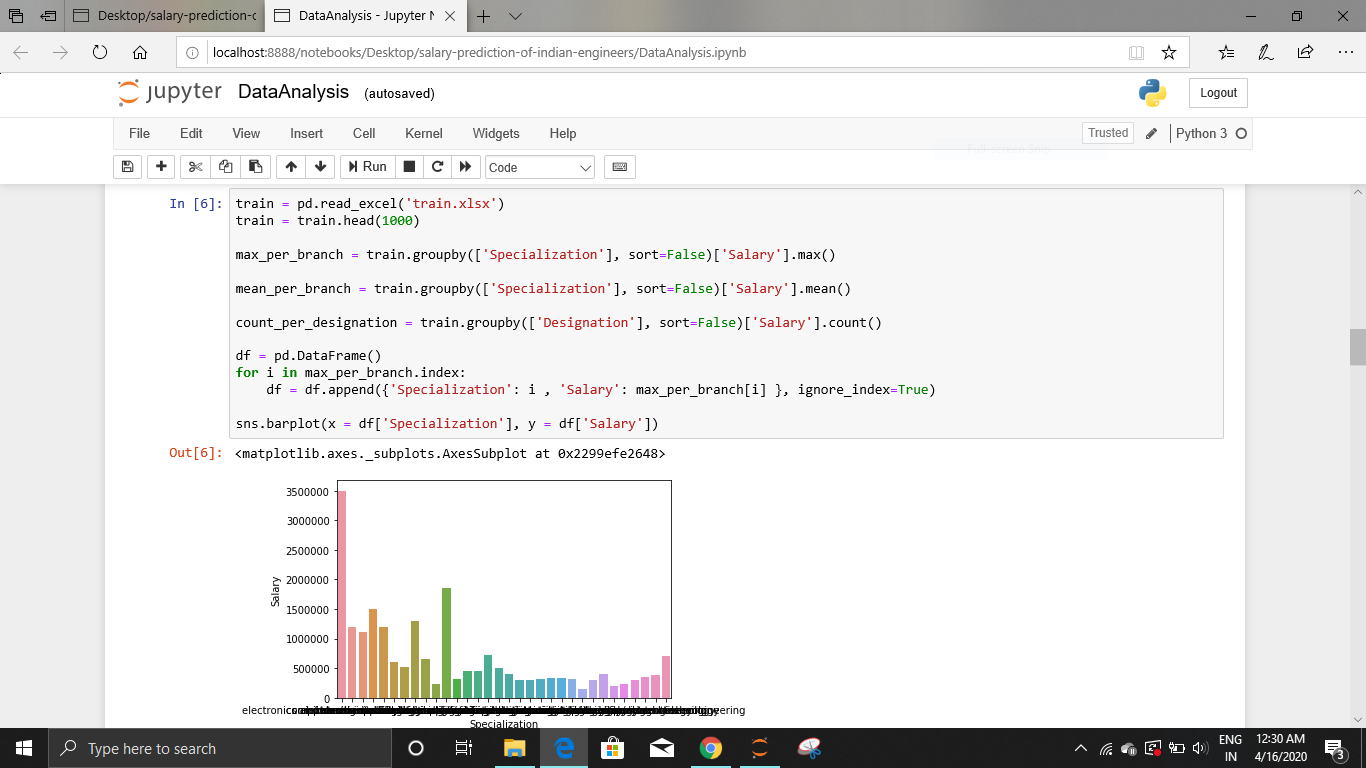 Desktop/salary-prediction-o
DataAnalysis - Jupyter N
localhost:8888/notebooks/Desktop/salary-prediction-of-indian-engineers/DataAnalysis.ipynb
jupyter DataAnalysis (autosaved)
Logout
File Edit View Insert Cell Kernel Widgets Help
Trusted
Python 3
Run
Code
In [6]:
train = pd.read_excel('train.xlsx')
train = train.head(1000)
max_per_branch = train.groupby(['Specialization'], sort=False)['Salary'].max()
mean_per_branch = train.groupby(['Specialization'], sort=False)['Salary'].mean()
count_per_designation = train.groupby(['Designation'], sort=False)['Salary'].count()
df = pd.DataFrame()
for i in max_per_branch.index:
    df = df.append({'Specialization': i , 'Salary': max_per_branch[i] }, ignore_index=True)
sns.barplot(x = df['Specialization'], y = df['Salary'])
Out[6]: <matplotlib.axes._subplots.AxesSubplot at 0x2299efe2648>
3500000
3000000
2500000
2000000
1500000
1000000
500000
0
Salary
Specialization
Type here to search
ENG
IN
12:30 AM
4/16/2020
3